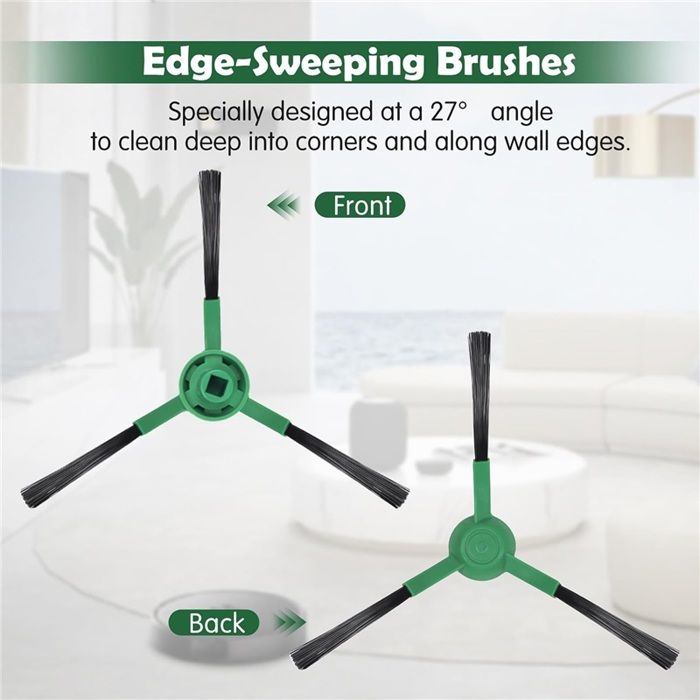 Edge-Sweeping Brushes
Specially designed at a 27° angle
to clean deep into corners and along wall edges.
Front
Back